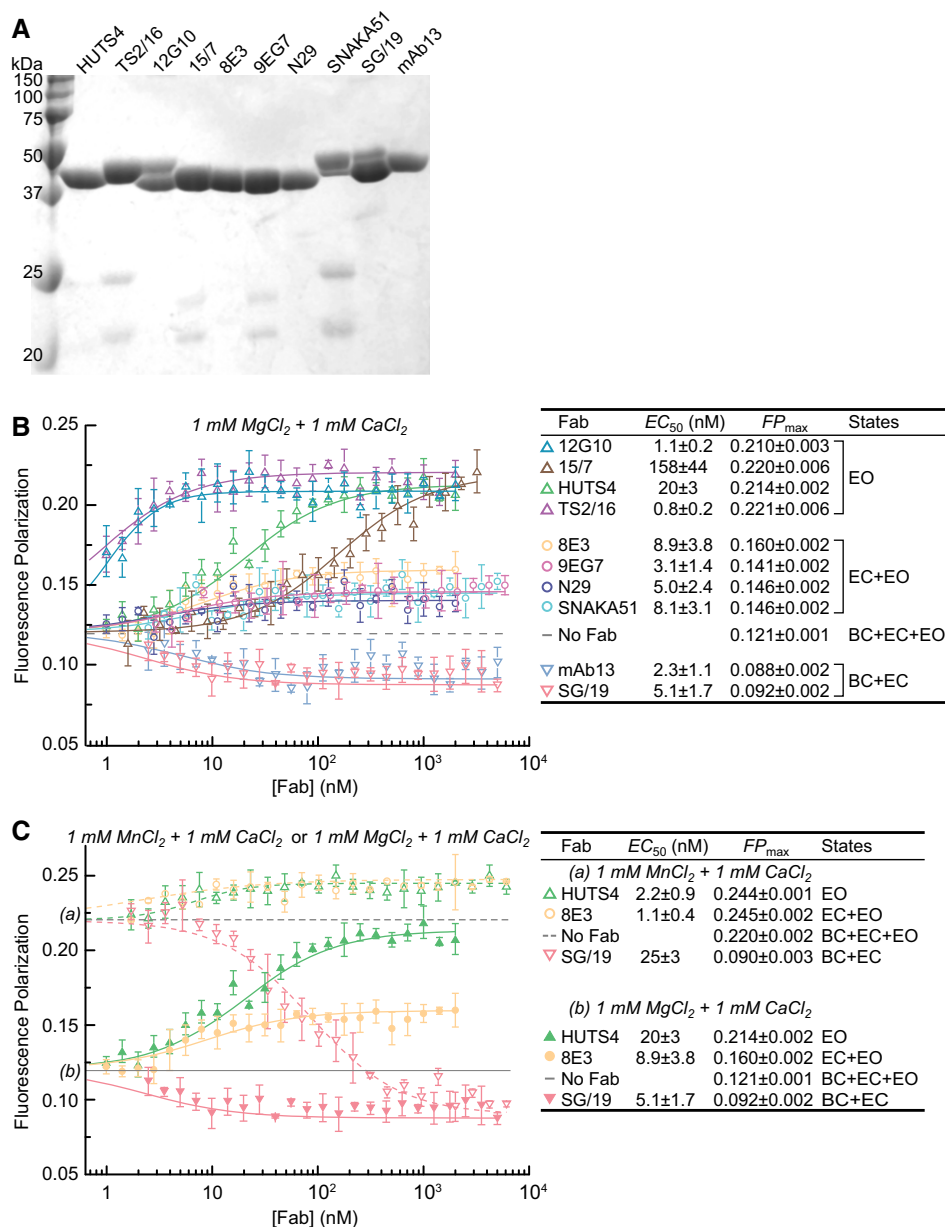 A
HUTS4 TS2/16 12G10 15/7 8E3 9EG7 N29 SNAKA51 SG/19 mAb13
kDa
150
100
75
50
37
25
20
B
1 mM MgCl₂ + 1 mM CaCl₂
Fluorescence Polarization
0.25
0.20
0.15
0.10
0.05
1 10 10² 10³ 10⁴
[Fab] (nM)
Fab EC₅₀ (nM) FPmax States
12G10 1.1±0.2 0.210±0.003
15/7 158±44 0.220±0.006
HUTS4 20±3 0.214±0.002
TS2/16 0.8±0.2 0.221±0.006
EO
8E3 8.9±3.8 0.160±0.002
9EG7 3.1±1.4 0.141±0.002
N29 5.0±2.4 0.146±0.002
SNAKA51 8.1±3.1 0.146±0.002
EC+EO
No Fab 0.121±0.001 BC+EC+EO
mAb13 2.3±1.1 0.088±0.002
SG/19 5.1±1.7 0.092±0.002
BC+EC
C
1 mM MnCl₂ + 1 mM CaCl₂ or 1 mM MgCl₂ + 1 mM CaCl₂
Fluorescence Polarization
0.25
(a)
0.20
0.15
(b)
0.10
0.05
1 10 10² 10³ 10⁴
[Fab] (nM)
Fab EC₅₀ (nM) FPmax States
(a) 1 mM MnCl₂ + 1 mM CaCl₂
HUTS4 2.2±0.9 0.244±0.001 EO
8E3 1.1±0.4 0.245±0.002 EC+EO
No Fab 0.220±0.002 BC+EC+EO
SG/19 25±3 0.090±0.003 BC+EC
(b) 1 mM MgCl₂ + 1 mM CaCl₂
HUTS4 20±3 0.214±0.002 EO
8E3 8.9±3.8 0.160±0.002 EC+EO
No Fab 0.121±0.001 BC+EC+EO
SG/19 5.1±1.7 0.092±0.002 BC+EC